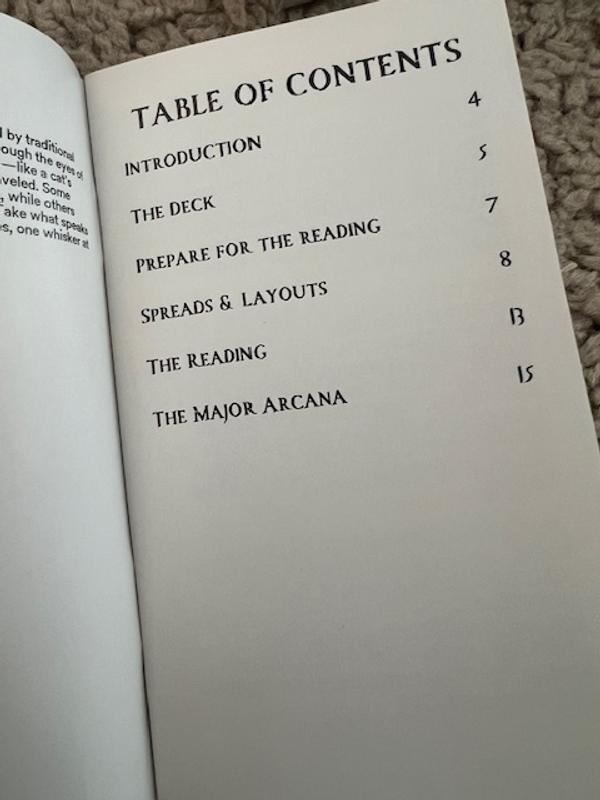 by traditional
ough the eyes of
—like a cat's
veled. Some
, while others
ake what speaks
s, one whisker at
TABLE OF CONTENTS
INTRODUCTION 4
THE DECK 5
PREPARE FOR THE READING 7
SPREADS & LAYOUTS 8
THE READING 13
THE MAJOR ARCANA 15